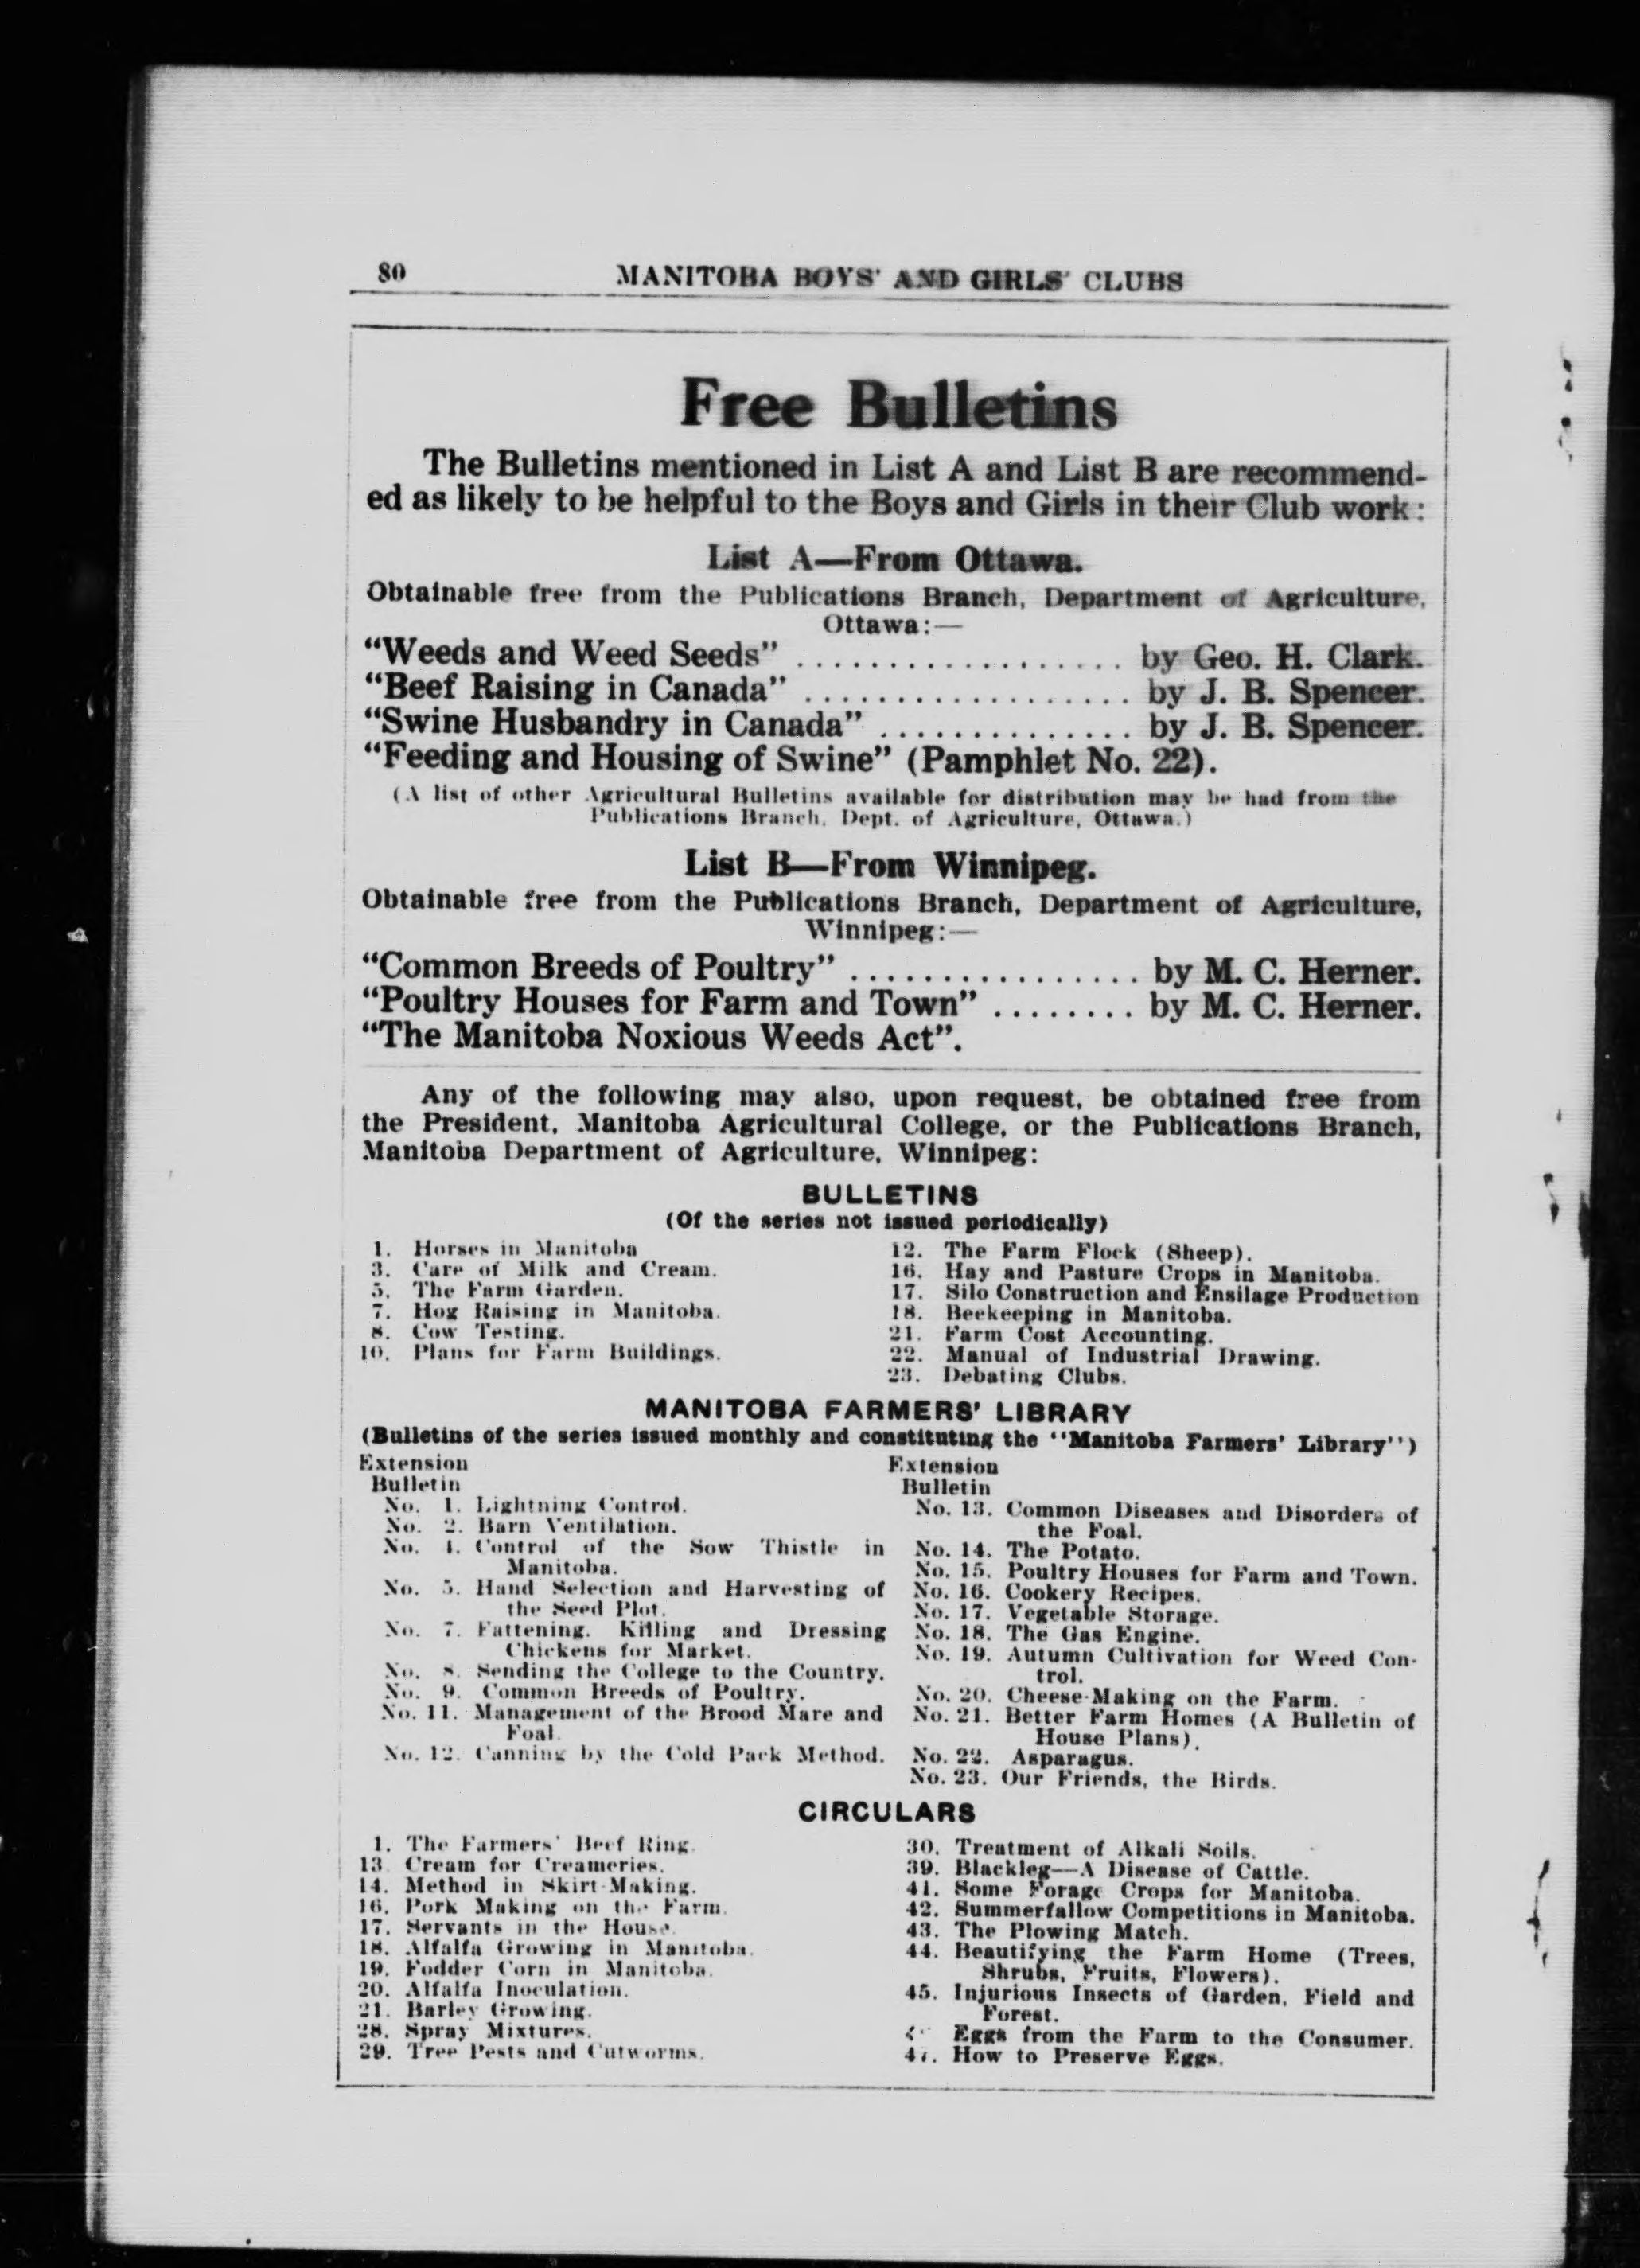 80
MANITOBA BOYS' AND GIRLS' CLUBS
Free Bulletins
The Bulletins mentioned in List A and List B are recommend-
ed as likely to be helpful to the Boys and Girls in their Club work:
List A—From Ottawa.
Obtainable free from the Publications Branch, Department of Agriculture,
Ottawa:—
"Weeds and Weed Seeds" .................. by Geo. H. Clark.
"Beef Raising in Canada" .................. by J. B. Spencer.
"Swine Husbandry in Canada" .............. by J. B. Spencer.
"Feeding and Housing of Swine" (Pamphlet No. 22).
(A list of other Agricultural Bulletins available for distribution may be had from the
Publications Branch, Dept. of Agriculture, Ottawa.)
List B—From Winnipeg.
Obtainable free from the Publications Branch, Department of Agriculture,
Winnipeg:—
"Common Breeds of Poultry" ................ by M. C. Herner.
"Poultry Houses for Farm and Town" ........ by M. C. Herner.
"The Manitoba Noxious Weeds Act".
Any of the following may also, upon request, be obtained free from
the President, Manitoba Agricultural College, or the Publications Branch,
Manitoba Department of Agriculture, Winnipeg:
BULLETINS
(Of the series not issued periodically)
1. Horses in Manitoba
3. Care of Milk and Cream.
5. The Farm Garden.
7. Hog Raising in Manitoba.
8. Cow Testing.
10. Plans for Farm Buildings.
12. The Farm Flock (Sheep).
16. Hay and Pasture Crops in Manitoba.
17. Silo Construction and Ensilage Production
18. Beekeeping in Manitoba.
21. Farm Cost Accounting.
22. Manual of Industrial Drawing.
23. Debating Clubs.
MANITOBA FARMERS' LIBRARY
(Bulletins of the series issued monthly and constituting the "Manitoba Farmers' Library")
Extension
Bulletin
No. 1. Lightning Control.
No. 2. Barn Ventilation.
No. 4. Control of the Sow Thistle in
Manitoba.
No. 5. Hand Selection and Harvesting of
the Seed Plot.
No. 7. Fattening, Killing and Dressing
Chickens for Market.
No. 8. Sending the College to the Country.
No. 9. Common Breeds of Poultry.
No. 11. Management of the Brood Mare and
Foal.
No. 12. Canning by the Cold Pack Method.
Extension
Bulletin
No. 13. Common Diseases and Disorders of
the Foal.
No. 14. The Potato.
No. 15. Poultry Houses for Farm and Town.
No. 16. Cookery Recipes.
No. 17. Vegetable Storage.
No. 18. The Gas Engine.
No. 19. Autumn Cultivation for Weed Con-
trol.
No. 20. Cheese-Making on the Farm.
No. 21. Better Farm Homes (A Bulletin of
House Plans).
No. 22. Asparagus.
No. 23. Our Friends, the Birds.
CIRCULARS
1. The Farmers' Beef Ring.
13 Cream for Creameries.
14. Method in Skirt-Making.
16. Pork Making on the Farm.
17. Servants in the House.
18. Alfalfa Growing in Manitoba.
19. Fodder Corn in Manitoba.
20. Alfalfa Inoculation.
21. Barley Growing.
28. Spray Mixtures.
29. Tree Pests and Cutworms.
30. Treatment of Alkali Soils.
39. Blackleg—A Disease of Cattle.
41. Some Forage Crops for Manitoba.
42. Summerfallow Competitions in Manitoba.
43. The Plowing Match.
44. Beautifying the Farm Home (Trees,
Shrubs, Fruits, Flowers).
45. Injurious Insects of Garden, Field and
Forest.
Eggs from the Farm to the Consumer.
47. How to Preserve Eggs.